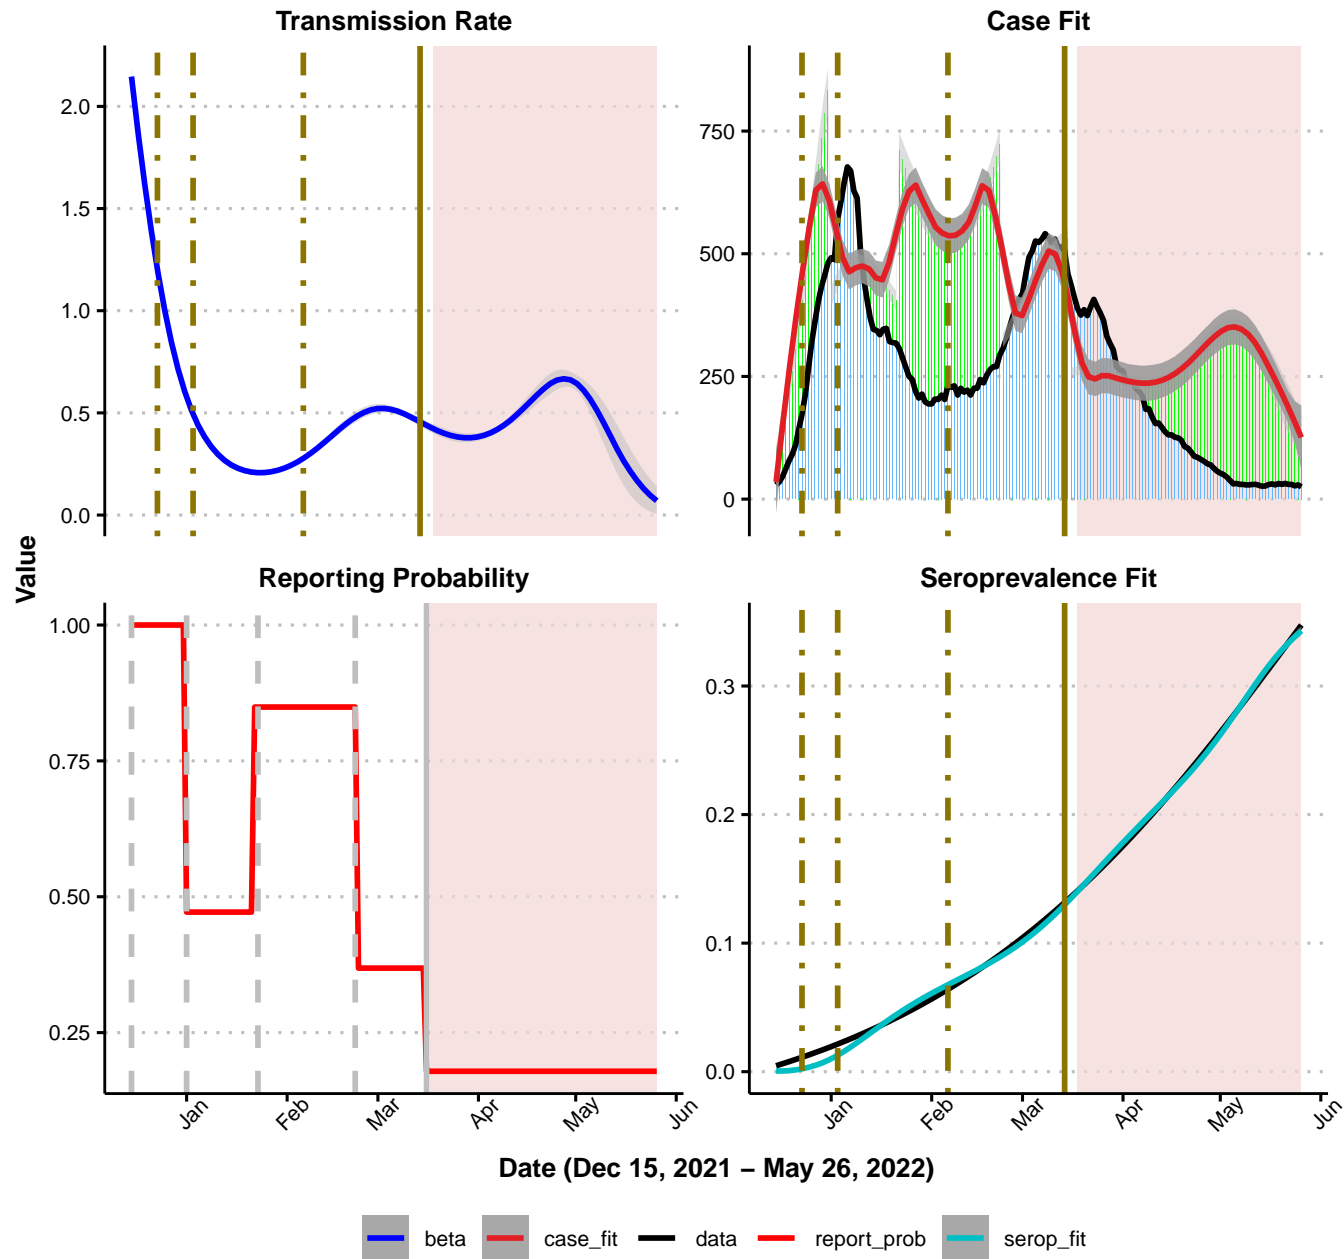 Transmission Rate
2.0
1.5
1.0
0.5
0.0
Case Fit
750
500
250
0
Value
Reporting Probability
1.00
0.75
0.50
0.25
Jan Feb Mar Apr May Jun
Seroprevalence Fit
0.3
0.2
0.1
0.0
Jan Feb Mar Apr May Jun
Date (Dec 15, 2021 – May 26, 2022)
beta case_fit data report_prob serop_fit